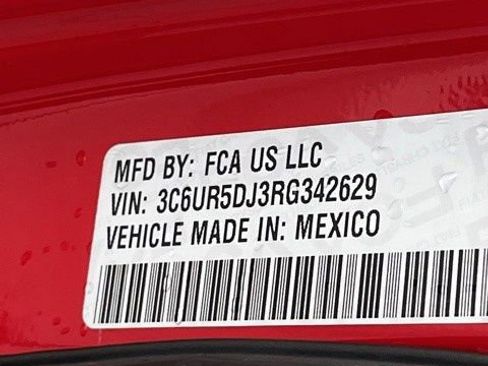 MFD BY: FCA US LLC
VIN: 3C6UR5DJ3RG342629
VEHICLE MADE IN: MEXICO